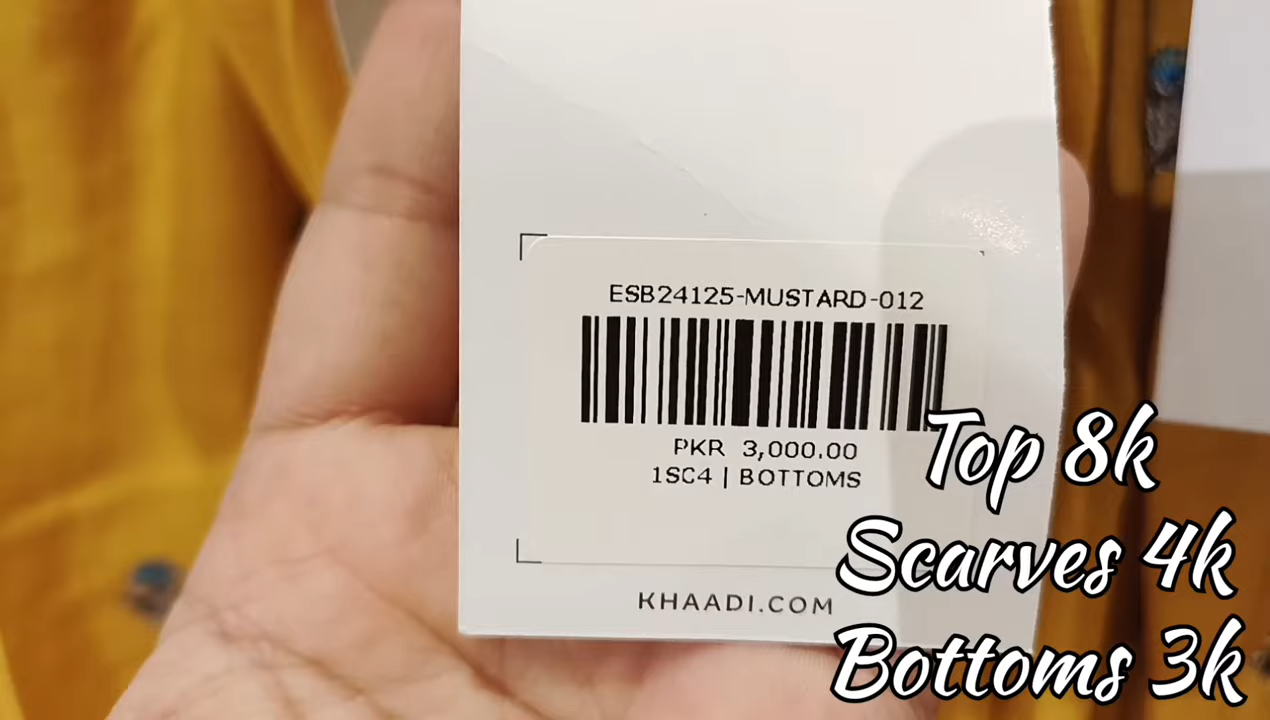 ESB24125-MUSTARD-012
PKR 3,000.00
1SC4 | BOTTOMS
KHAADI.COM
Top 8k
Scarves 4k
Bottoms 3k